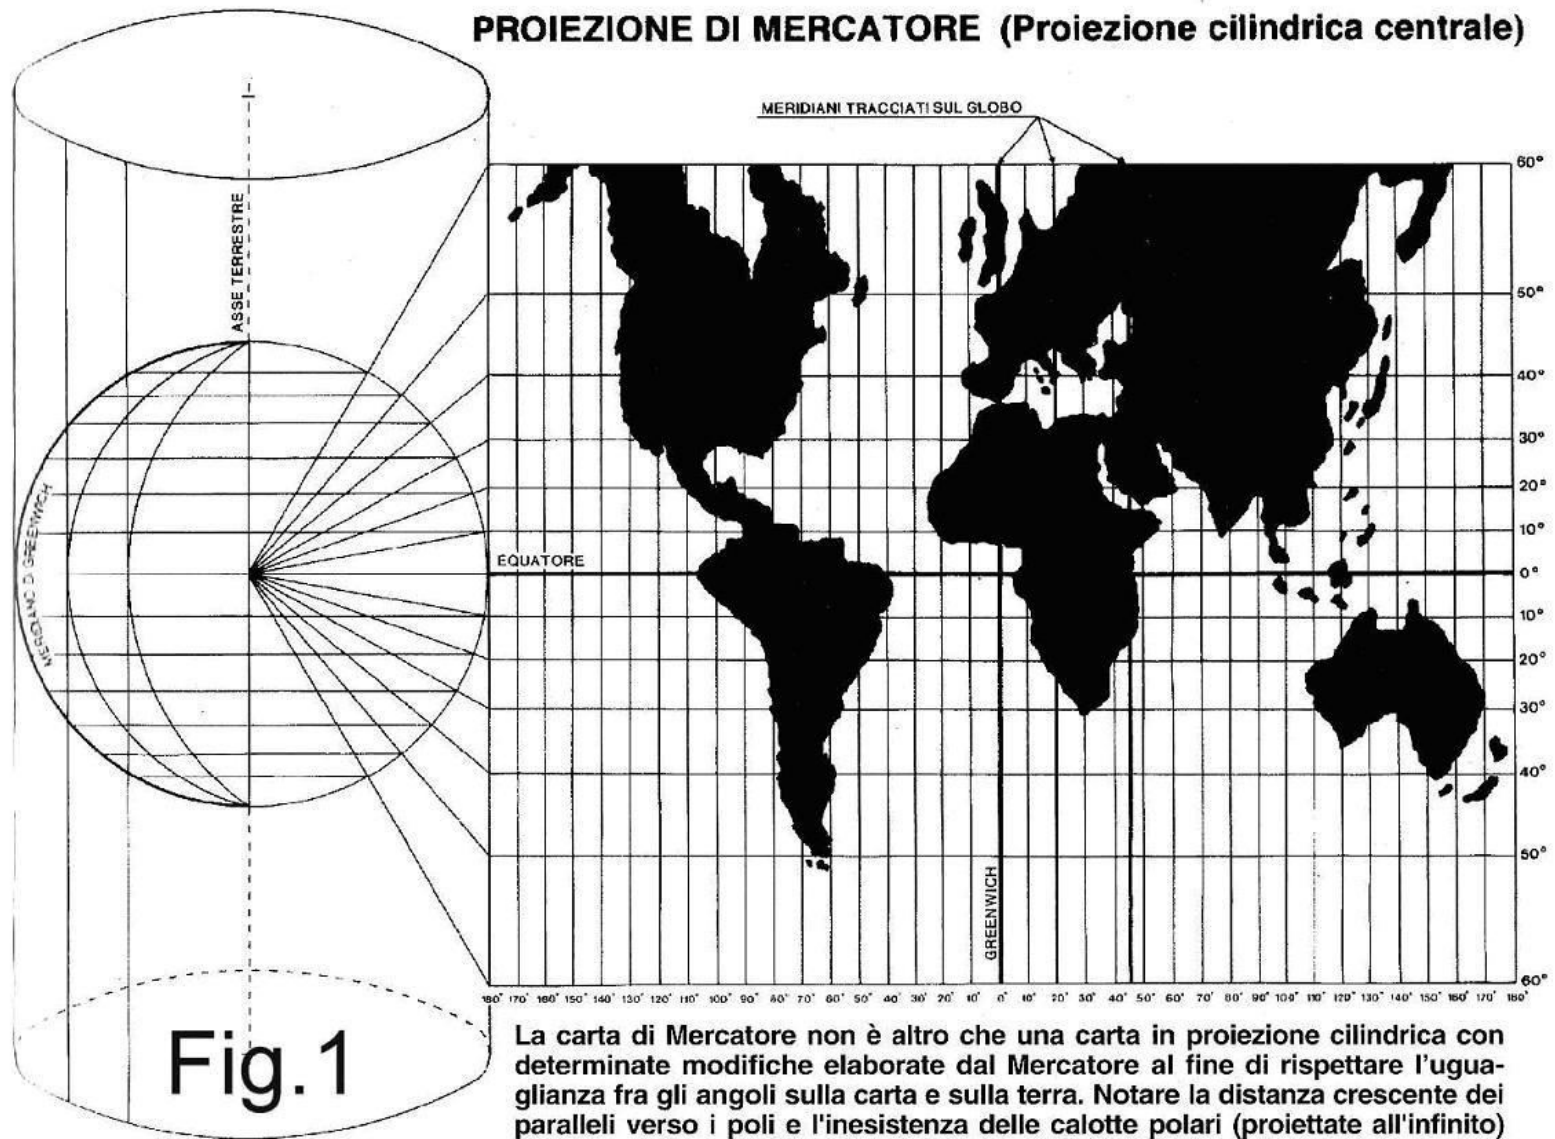 PROIEZIONE DI MERCATORE (Proiezione cilindrica centrale)
MERIDIANI TRACCIATI SUL GLOBO
ASSE TERRESTRE
MERIDIANO DI GREENWICH
EQUATORE
GREENWICH
60°
50°
40°
30°
20°
10°
0°
10°
20°
30°
40°
50°
60°
180° 170° 160° 150° 140° 130° 120° 110° 100° 90° 80° 70° 60° 50° 40° 30° 20° 10° 0° 10° 20° 30° 40° 50° 60° 70° 80° 90° 100° 110° 120° 130° 140° 150° 160° 170° 180°
Fig.1
La carta di Mercatore non è altro che una carta in proiezione cilindrica con
determinate modifiche elaborate dal Mercatore al fine di rispettare l'ugua-
glianza fra gli angoli sulla carta e sulla terra. Notare la distanza crescente dei
paralleli verso i poli e l'inesistenza delle calotte polari (proiettate all'infinito)